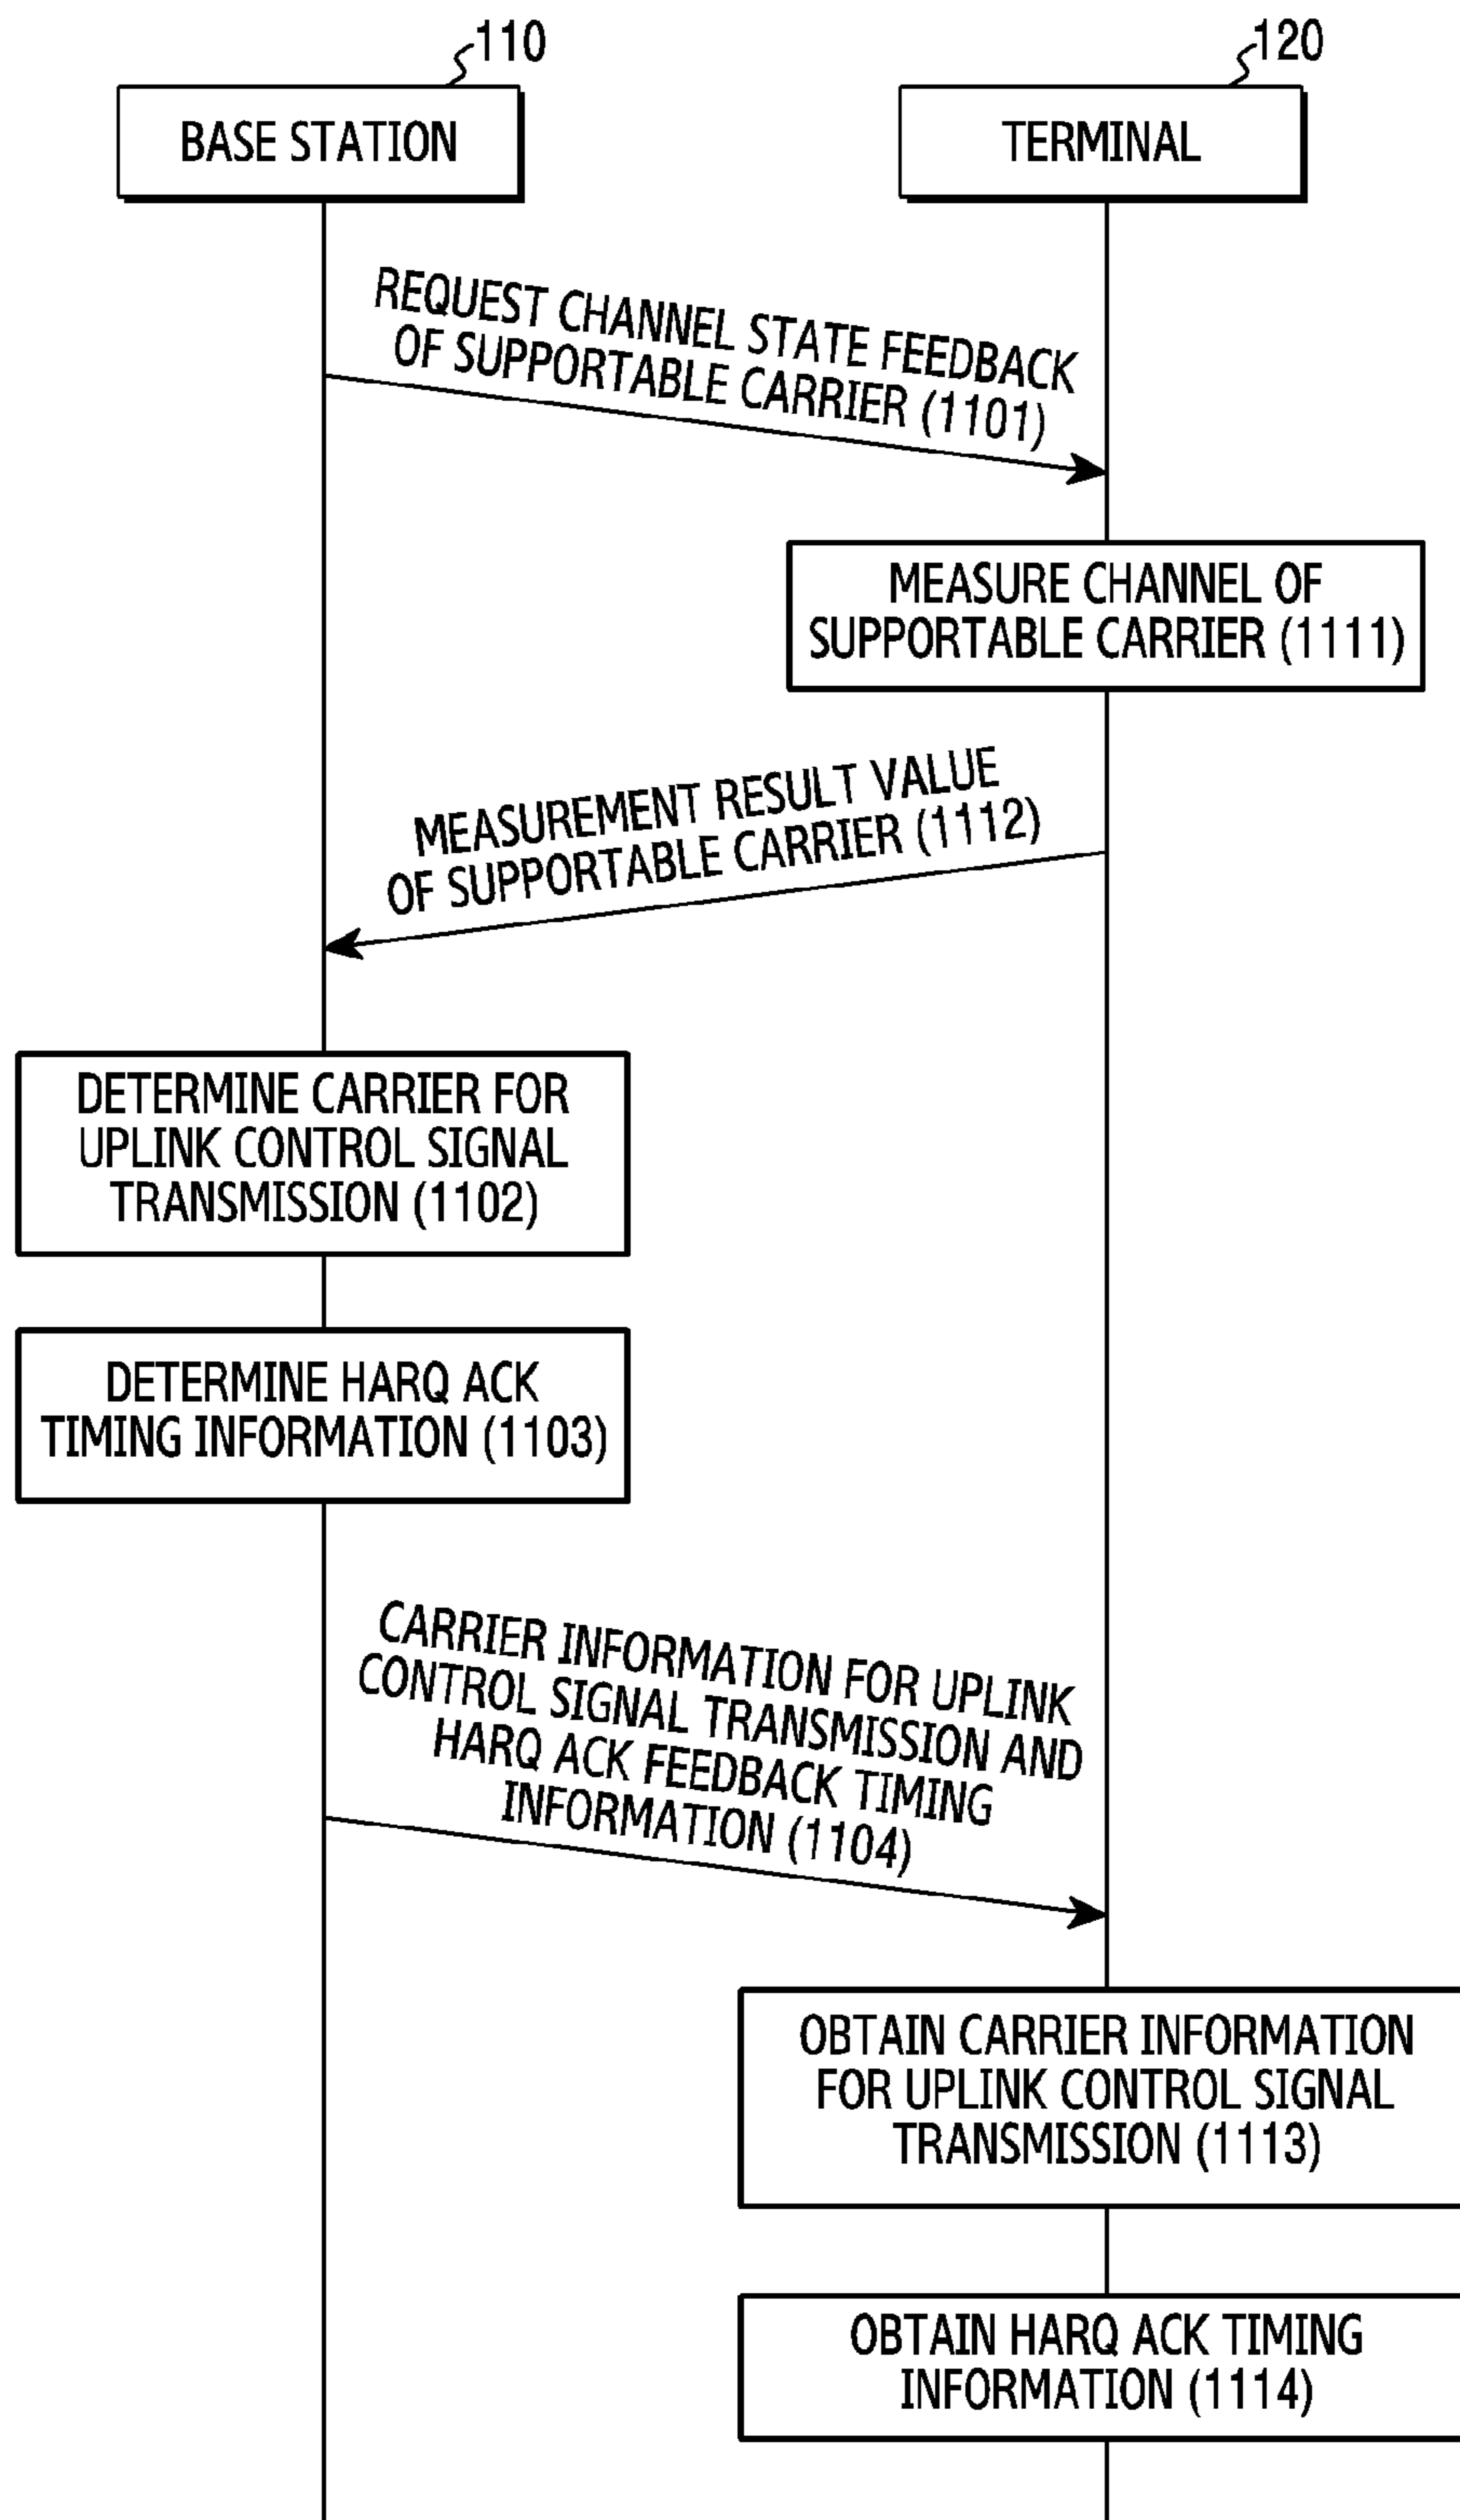 110
120
BASE STATION
TERMINAL
REQUEST CHANNEL STATE FEEDBACK
OF SUPPORTABLE CARRIER (1101)
MEASURE CHANNEL OF
SUPPORTABLE CARRIER (1111)
MEASUREMENT RESULT VALUE
OF SUPPORTABLE CARRIER (1112)
DETERMINE CARRIER FOR
UPLINK CONTROL SIGNAL
TRANSMISSION (1102)
DETERMINE HARQ ACK
TIMING INFORMATION (1103)
CARRIER INFORMATION FOR UPLINK
CONTROL SIGNAL TRANSMISSION AND
HARQ ACK FEEDBACK TIMING
INFORMATION (1104)
OBTAIN CARRIER INFORMATION
FOR UPLINK CONTROL SIGNAL
TRANSMISSION (1113)
OBTAIN HARQ ACK TIMING
INFORMATION (1114)